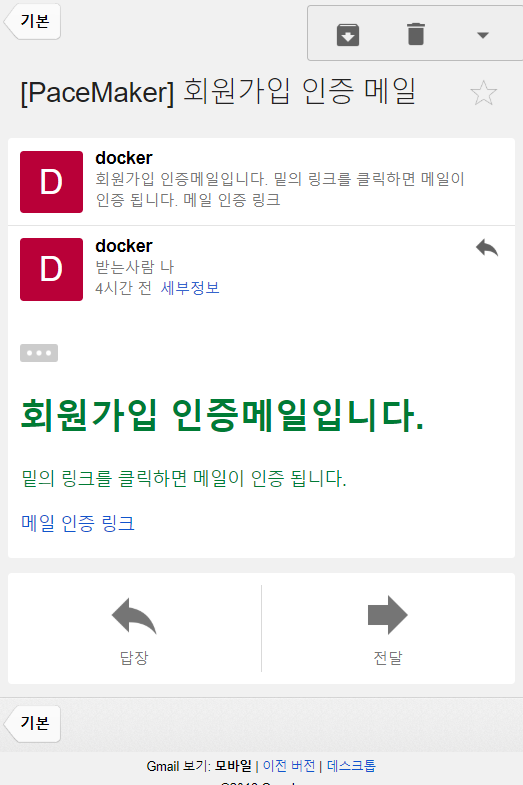 기본
[PaceMaker] 회원가입 인증 메일
D
docker
회원가입 인증메일입니다. 밑의 링크를 클릭하면 메일이
인증 됩니다. 메일 인증 링크
D
docker
받는사람 나
4시간 전 세부정보
회원가입 인증메일입니다.
밑의 링크를 클릭하면 메일이 인증 됩니다.
메일 인증 링크
답장
전달
기본
Gmail 보기: 모바일 | 이전 버전 | 데스크톱